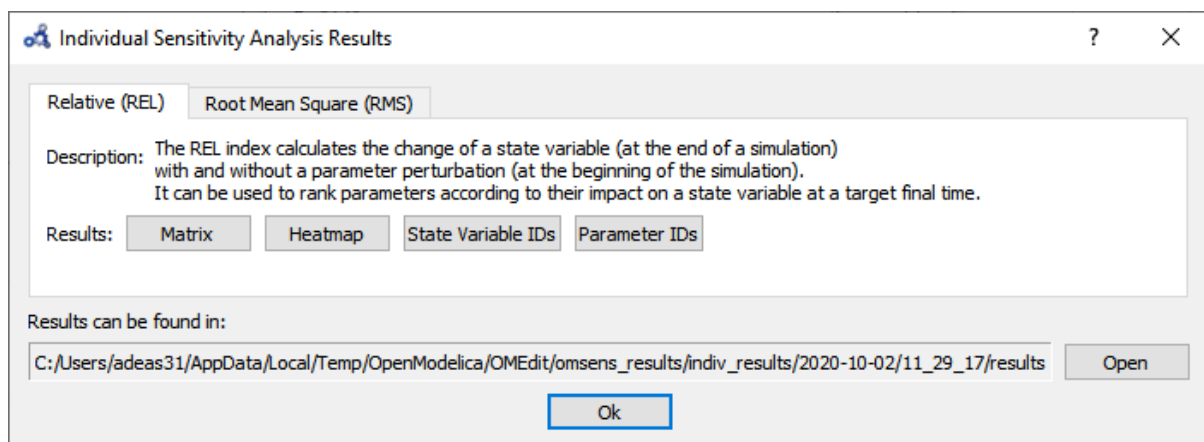 Individual Sensitivity Analysis Results
?
Relative (REL)
Root Mean Square (RMS)
Description: The REL index calculates the change of a state variable (at the end of a simulation)
with and without a parameter perturbation (at the beginning of the simulation).
It can be used to rank parameters according to their impact on a state variable at a target final time.
Results: Matrix Heatmap State Variable IDs Parameter IDs
Results can be found in:
C:/Users/adeas31/AppData/Local/Temp/OpenModelica/OMEdit/omsens_results/indiv_results/2020-10-02/11_29_17/results Open
Ok